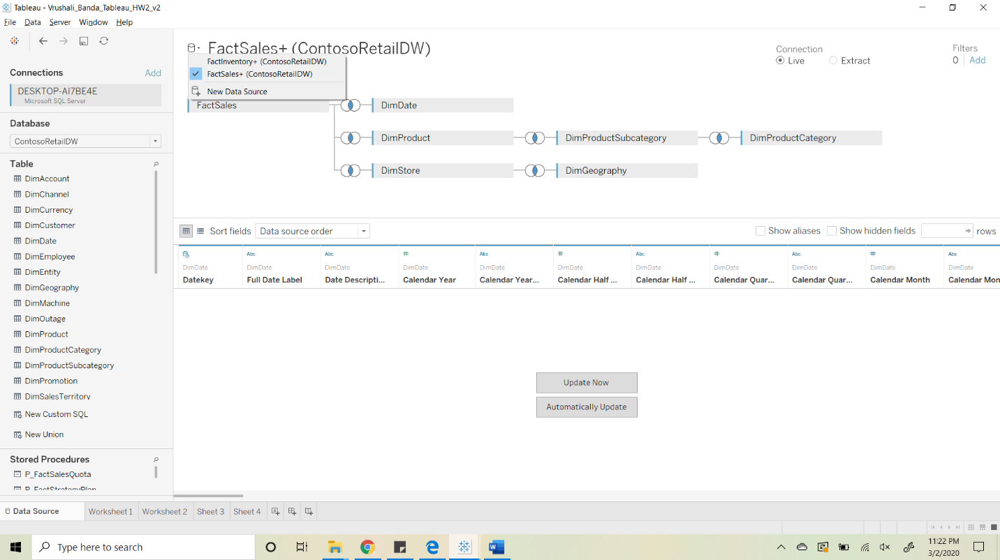 Tableau - Vrushali_Banda_Tableau_HW2_v2
File Data Server Window Help
Connections Add
DESKTOP-AI7BE4E
Microsoft SQL Server
Database
ContosoRetailDW
Table
DimAccount
DimChannel
DimCurrency
DimCustomer
DimDate
DimEmployee
DimEntity
DimGeography
DimMachine
DimOutage
DimProduct
DimProductCategory
DimProductSubcategory
DimPromotion
DimSalesTerritory
New Custom SQL
New Union
Stored Procedures
P_FactSalesQuota
P_FactStrategyPlan
FactSales+ (ContosoRetailDW)
FactInventory+ (ContosoRetailDW)
FactSales+ (ContosoRetailDW)
New Data Source
Connection
Live Extract
Filters
0 Add
FactSales DimDate
DimProduct DimProductSubcategory DimProductCategory
DimStore DimGeography
Sort fields Data source order Show aliases Show hidden fields rows
Abc Abc # Abc # Abc # Abc # Abc
DimDate DimDate DimDate DimDate DimDate DimDate DimDate DimDate DimDate DimDate DimDate
Datekey Full Date Label Date Descripti... Calendar Year Calendar Year... Calendar Half ... Calendar Half ... Calendar Quar... Calendar Quar... Calendar Month Calendar Mon
Update Now
Automatically Update
Data Source Worksheet 1 Worksheet 2 Sheet 3 Sheet 4
Type here to search
11:22 PM
3/2/2020